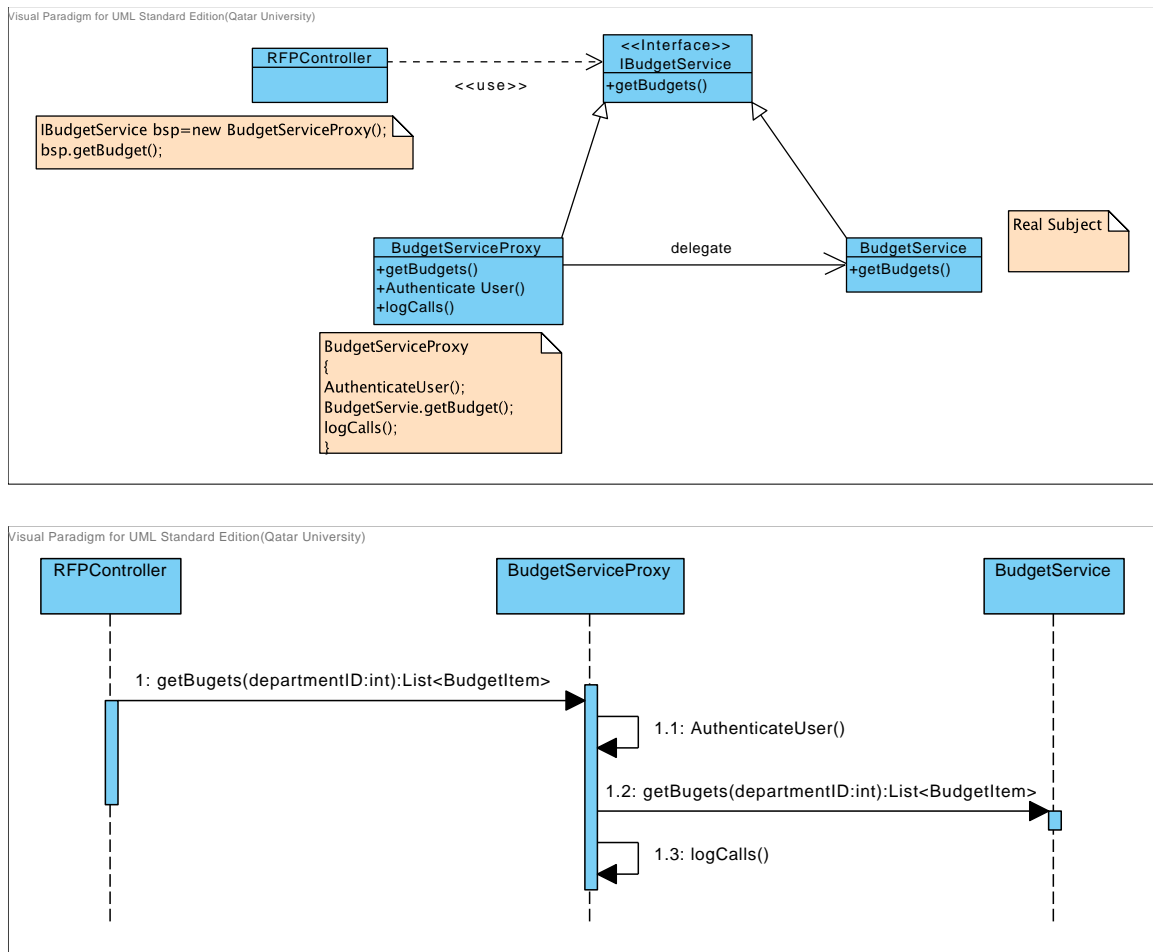 Visual Paradigm for UML Standard Edition(Qatar University)
RFPController
<<use>>
<<Interface>>
IBudgetService
+getBudgets()
IBudgetService bsp=new BudgetServiceProxy();
bsp.getBudget();
BudgetServiceProxy
+getBudgets()
+Authenticate User()
+logCalls()
delegate
BudgetService
+getBudgets()
Real Subject
BudgetServiceProxy
{
AuthenticateUser();
BudgetServie.getBudget();
logCalls();
}
Visual Paradigm for UML Standard Edition(Qatar University)
RFPController
BudgetServiceProxy
BudgetService
1: getBugets(departmentID:int):List<BudgetItem>
1.1: AuthenticateUser()
1.2: getBugets(departmentID:int):List<BudgetItem>
1.3: logCalls()